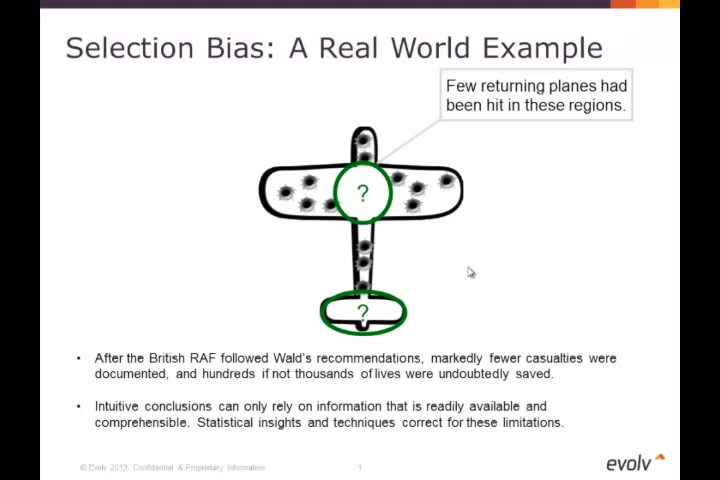 Selection Bias: A Real World Example
Few returning planes had
been hit in these regions.
?
?
• After the British RAF followed Wald's recommendations, markedly fewer casualties were
documented, and hundreds if not thousands of lives were undoubtedly saved.
• Intuitive conclusions can only rely on information that is readily available and
comprehensible. Statistical insights and techniques correct for these limitations.
© Evolv 2013- Confidential & Proprietary Information
1
evolv